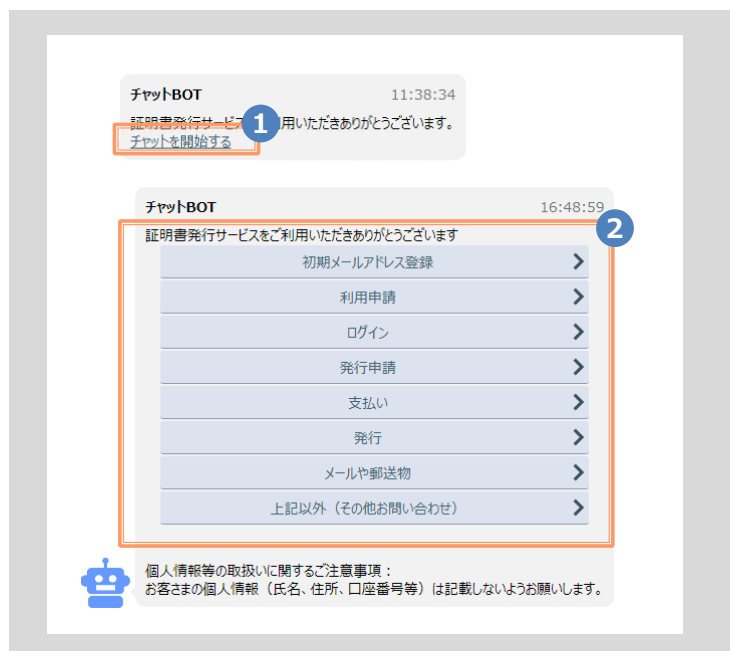 チャットBOT 11:38:34
証明書発行サービス 用いただきありがとうございます。
チャットを開始する
1
チャットBOT 16:48:59
2
証明書発行サービスをご利用いただきありがとうございます
初期メールアドレス登録
利用申請
ログイン
発行申請
支払い
発行
メールや郵送物
上記以外（その他お問い合わせ）
個人情報等の取扱いに関するご注意事項：
お客さまの個人情報（氏名、住所、口座番号等）は記載しないようお願いします。